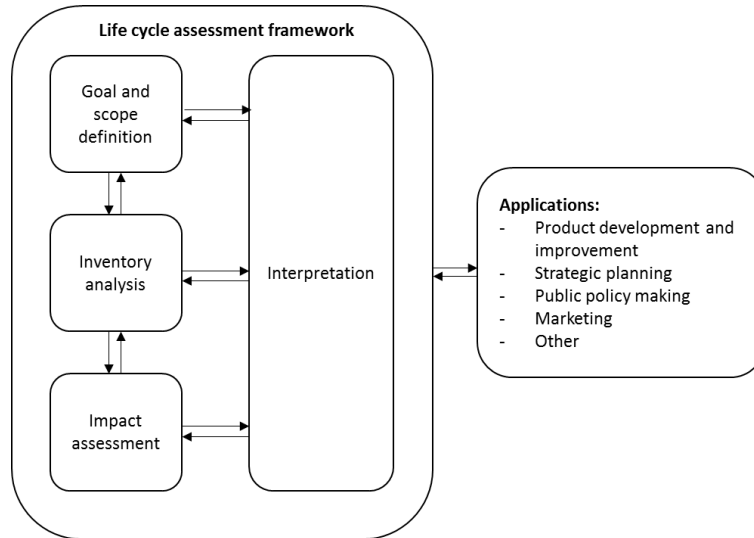 Life cycle assessment framework
Goal and
scope
definition
Inventory
analysis
Impact
assessment
Interpretation
Applications:
- Product development and
improvement
- Strategic planning
- Public policy making
- Marketing
- Other